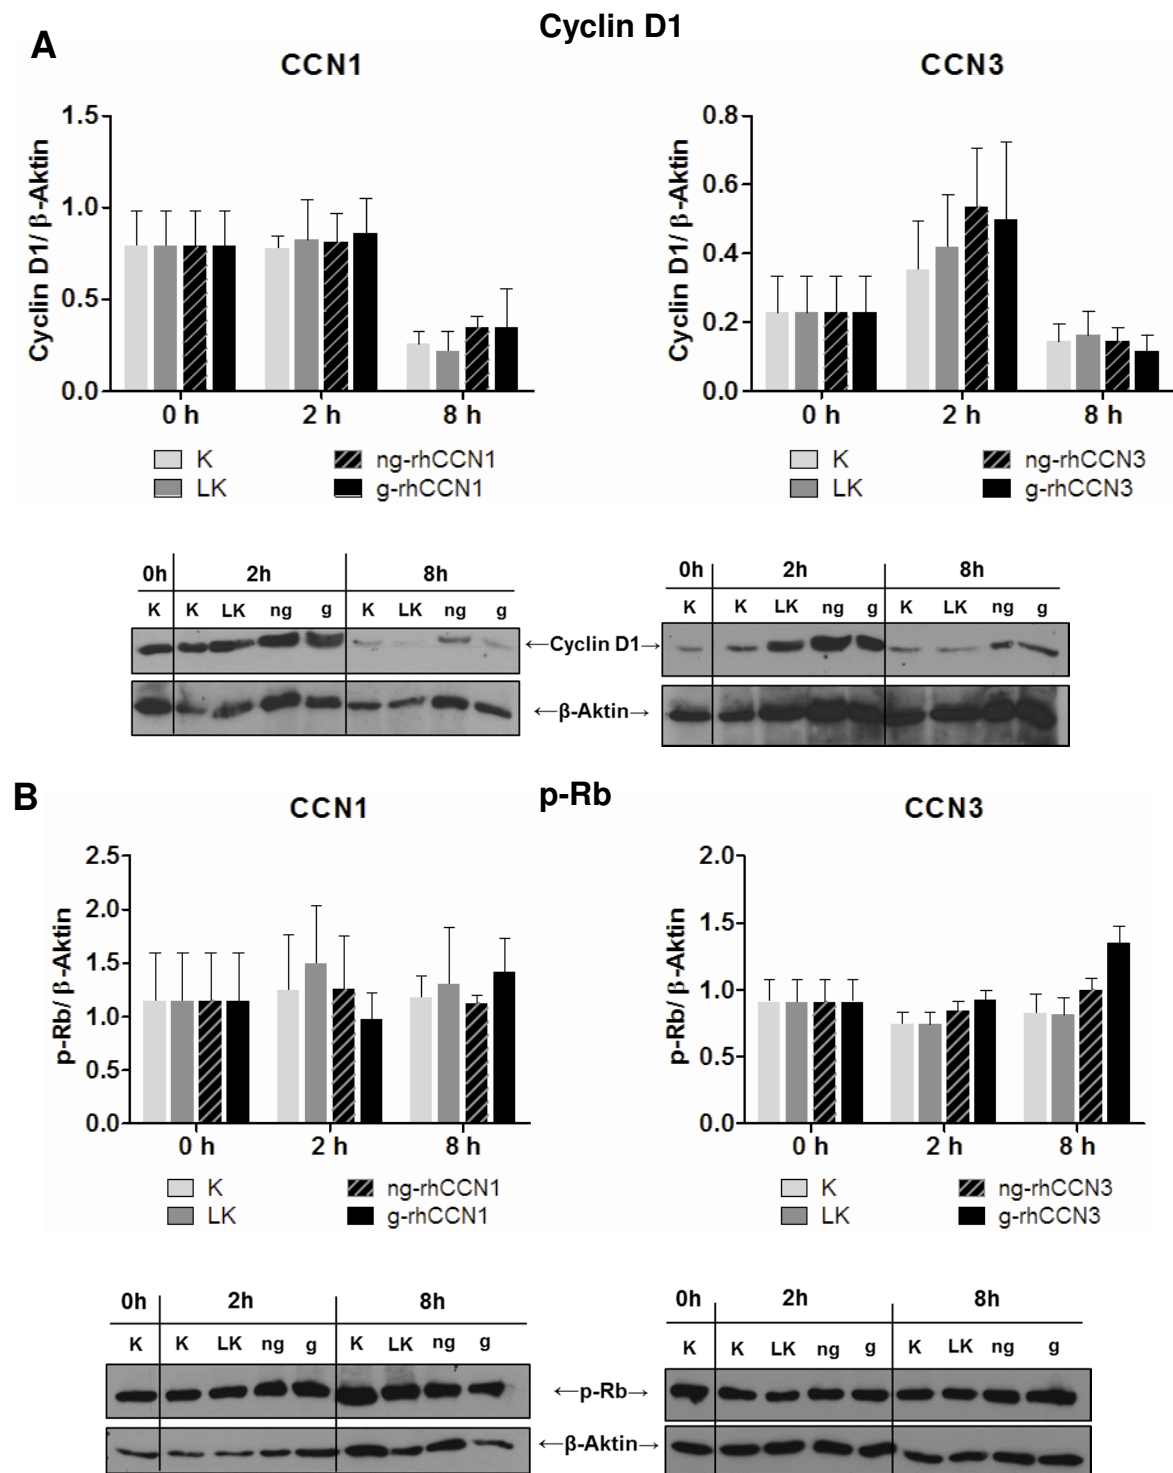 Cyclin D1
A
CCN1
CCN3
Cyclin D1/ β-Aktin
1.5
1.0
0.5
0.0
0 h 2 h 8 h
K ng-rhCCN1
LK g-rhCCN1
Cyclin D1/ β-Aktin
0.8
0.6
0.4
0.2
0.0
0 h 2 h 8 h
K ng-rhCCN3
LK g-rhCCN3
0h 2h 8h
K K LK ng g K LK ng g
0h 2h 8h
K K LK ng g K LK ng g
←Cyclin D1→
←β-Aktin→
B
p-Rb
CCN1
CCN3
p-Rb/ β-Aktin
2.5
2.0
1.5
1.0
0.5
0.0
0 h 2 h 8 h
K ng-rhCCN1
LK g-rhCCN1
p-Rb/ β-Aktin
2.0
1.5
1.0
0.5
0.0
0 h 2 h 8 h
K ng-rhCCN3
LK g-rhCCN3
0h 2h 8h
K K LK ng g K LK ng g
0h 2h 8h
K K LK ng g K LK ng g
←p-Rb→
←β-Aktin→